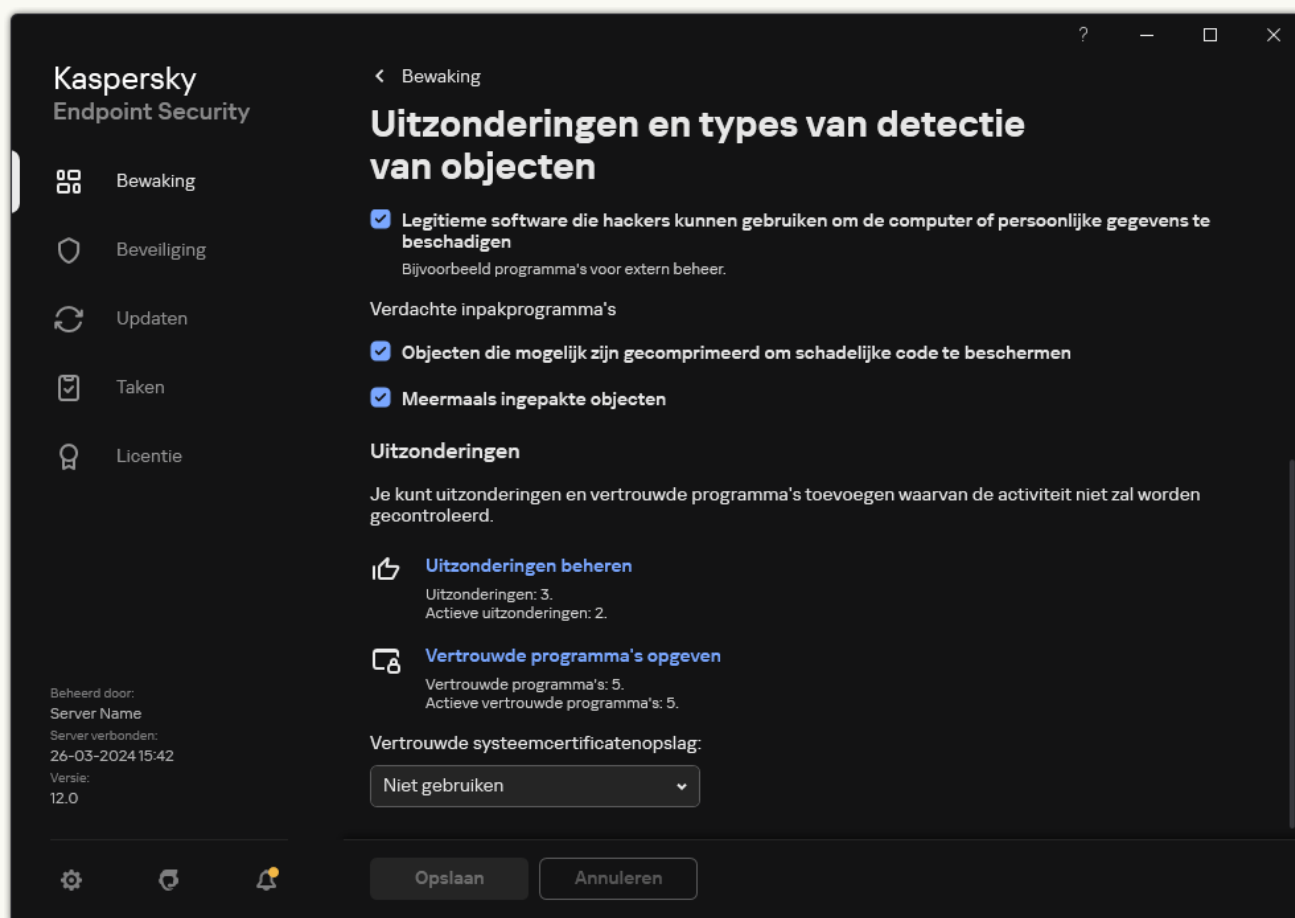 ?
Kaspersky
Endpoint Security
Bewaking
Beveiliging
Updaten
Taken
Licentie
Beheerd door:
Server Name
Server verbonden:
26-03-2024 15:42
Versie:
12.0
Bewaking
Uitzonderingen en types van detectie
van objecten
Legitieme software die hackers kunnen gebruiken om de computer of persoonlijke gegevens te
beschadigen
Bijvoorbeeld programma's voor extern beheer.
Verdachte inpakprogramma's
Objecten die mogelijk zijn gecomprimeerd om schadelijke code te beschermen
Meermaals ingepakte objecten
Uitzonderingen
Je kunt uitzonderingen en vertrouwde programma's toevoegen waarvan de activiteit niet zal worden
gecontroleerd.
Uitzonderingen beheren
Uitzonderingen: 3.
Actieve uitzonderingen: 2.
Vertrouwde programma's opgeven
Vertrouwde programma's: 5.
Actieve vertrouwde programma's: 5.
Vertrouwde systeemcertificatenopslag:
Niet gebruiken
Opslaan
Annuleren